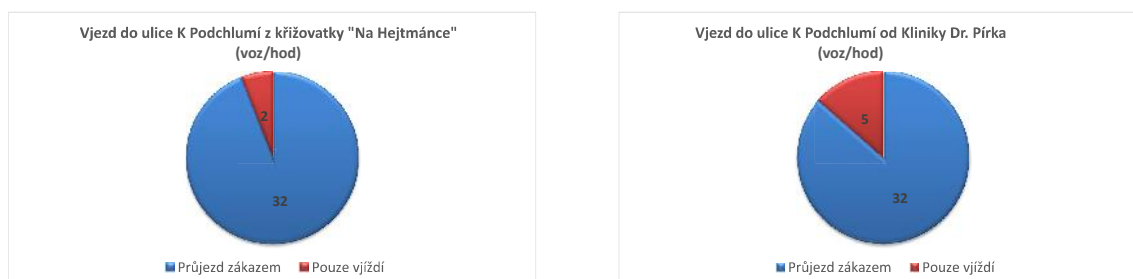 Vjezd do ulice K Podchlumí z křižovatky "Na Hejtmánce"
(voz/hod)
2
32
Průjezd zákazem
Pouze vjíždí
Vjezd do ulice K Podchlumí od Kliniky Dr. Pírka
(voz/hod)
5
32
Průjezd zákazem
Pouze vjíždí